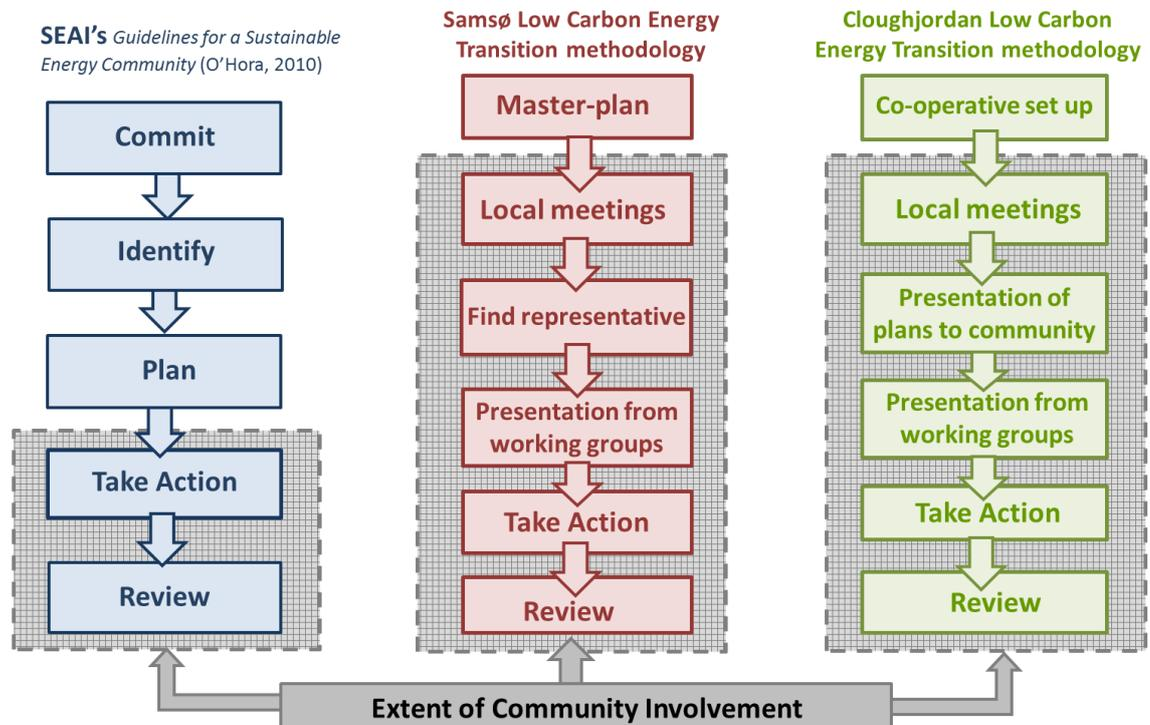 SEAI's Guidelines for a Sustainable
Energy Community (O'Hora, 2010)
Commit
Identify
Plan
Take Action
Review
Samsø Low Carbon Energy
Transition methodology
Master-plan
Local meetings
Find representative
Presentation from
working groups
Take Action
Review
Cloughjordan Low Carbon
Energy Transition methodology
Co-operative set up
Local meetings
Presentation of
plans to community
Presentation from
working groups
Take Action
Review
Extent of Community Involvement